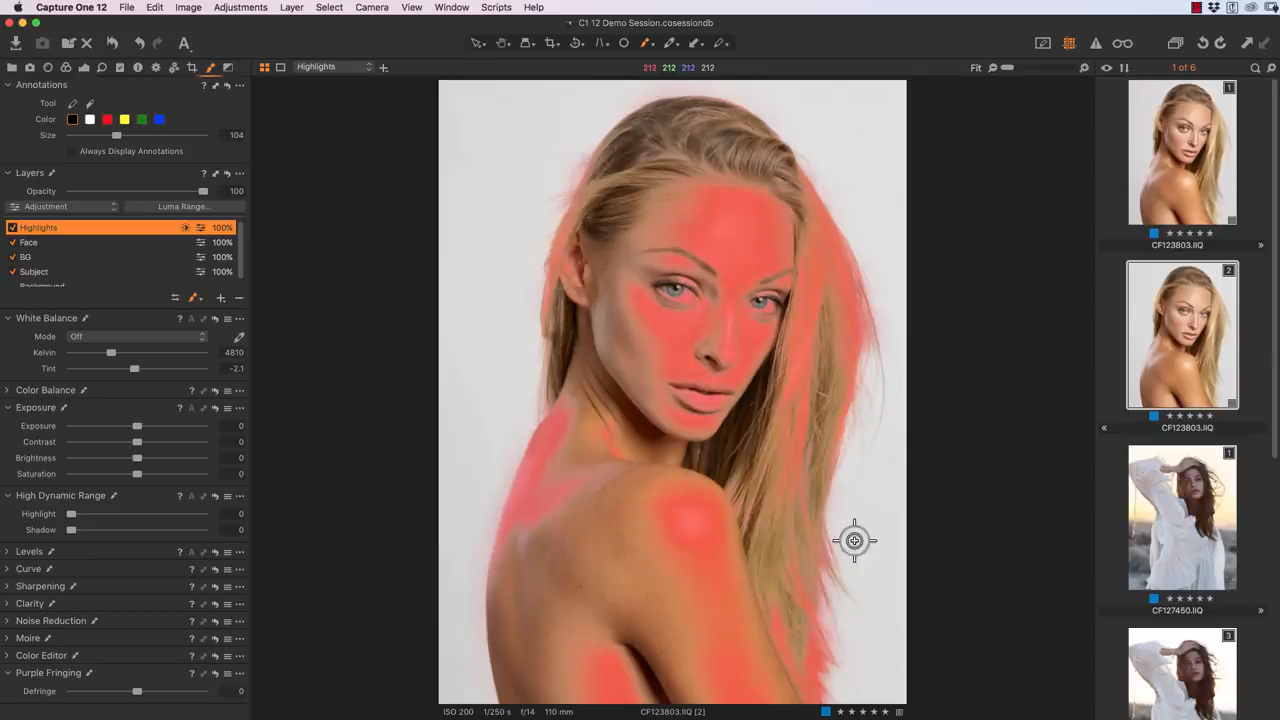 Capture One 12 File Edit Image Adjustments Layer Select Camera View Window Scripts Help
C1 12 Demo Session.cosessiondb
Highlights
212 212 212 212
Fit
1 of 6
Annotations
Tool
Color
Size 104
Always Display Annotations
Layers
Opacity 100
Adjustment Luma Range...
Highlights 100%
Face 100%
BG 100%
Subject 100%
Background
White Balance
Mode Off
Kelvin 4810
Tint -2.1
Color Balance
Exposure
Exposure 0
Contrast 0
Brightness 0
Saturation 0
High Dynamic Range
Highlight 0
Shadow 0
Levels
Curve
Sharpening
Clarity
Noise Reduction
Moire
Color Editor
Purple Fringing
Defringe 0
ISO 200 1/250 s f/14 110 mm CF123803.IIQ [2]
1
CF123803.IIQ
2
CF123803.IIQ
1
CF127450.IIQ
3